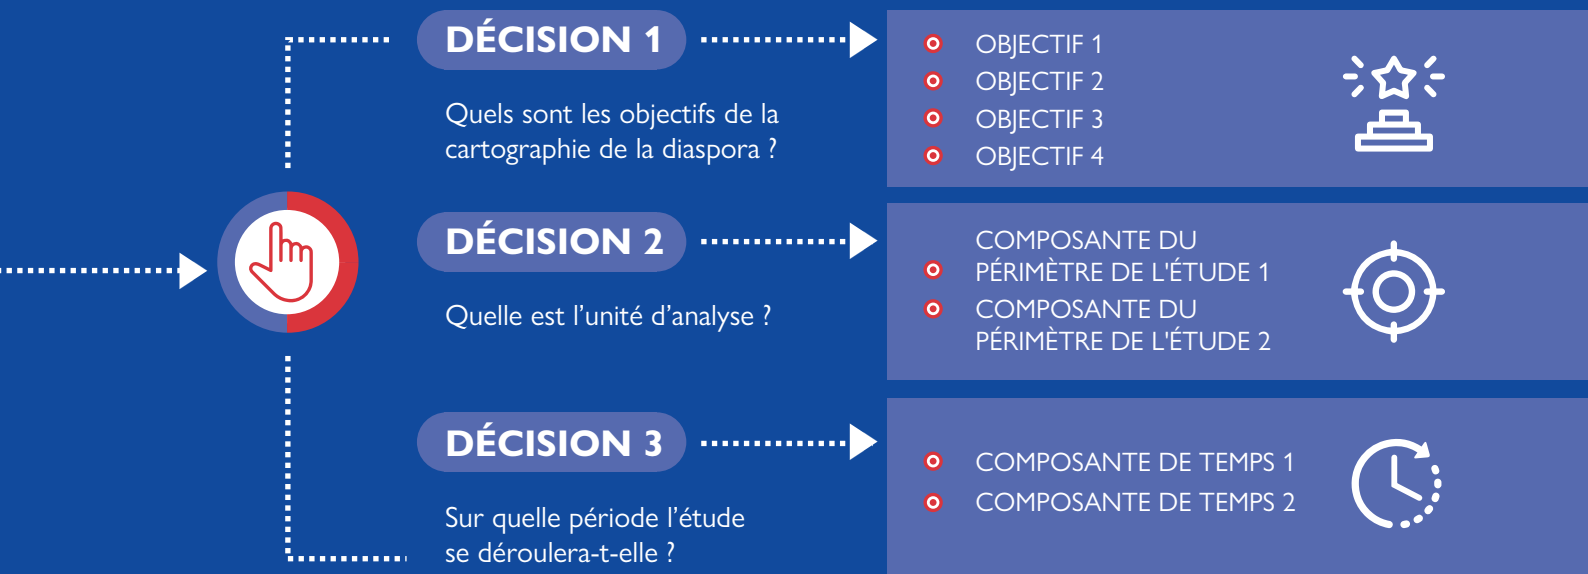 DÉCISION 1
Quels sont les objectifs de la
cartographie de la diaspora ?
OBJECTIF 1
OBJECTIF 2
OBJECTIF 3
OBJECTIF 4
DÉCISION 2
Quelle est l’unité d’analyse ?
COMPOSANTE DU
PÉRIMÈTRE DE L'ÉTUDE 1
COMPOSANTE DU
PÉRIMÈTRE DE L'ÉTUDE 2
DÉCISION 3
Sur quelle période l’étude
se déroulera-t-elle ?
COMPOSANTE DE TEMPS 1
COMPOSANTE DE TEMPS 2